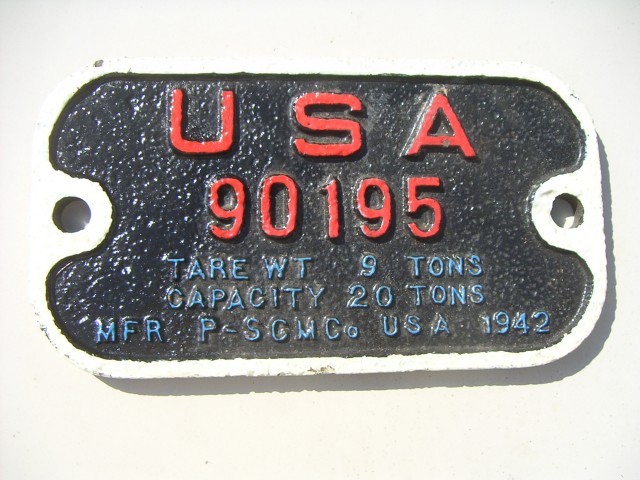 USA
90195
TARE WT 9 TONS
CAPACITY 20 TONS
MFR P-SCMCo USA 1942